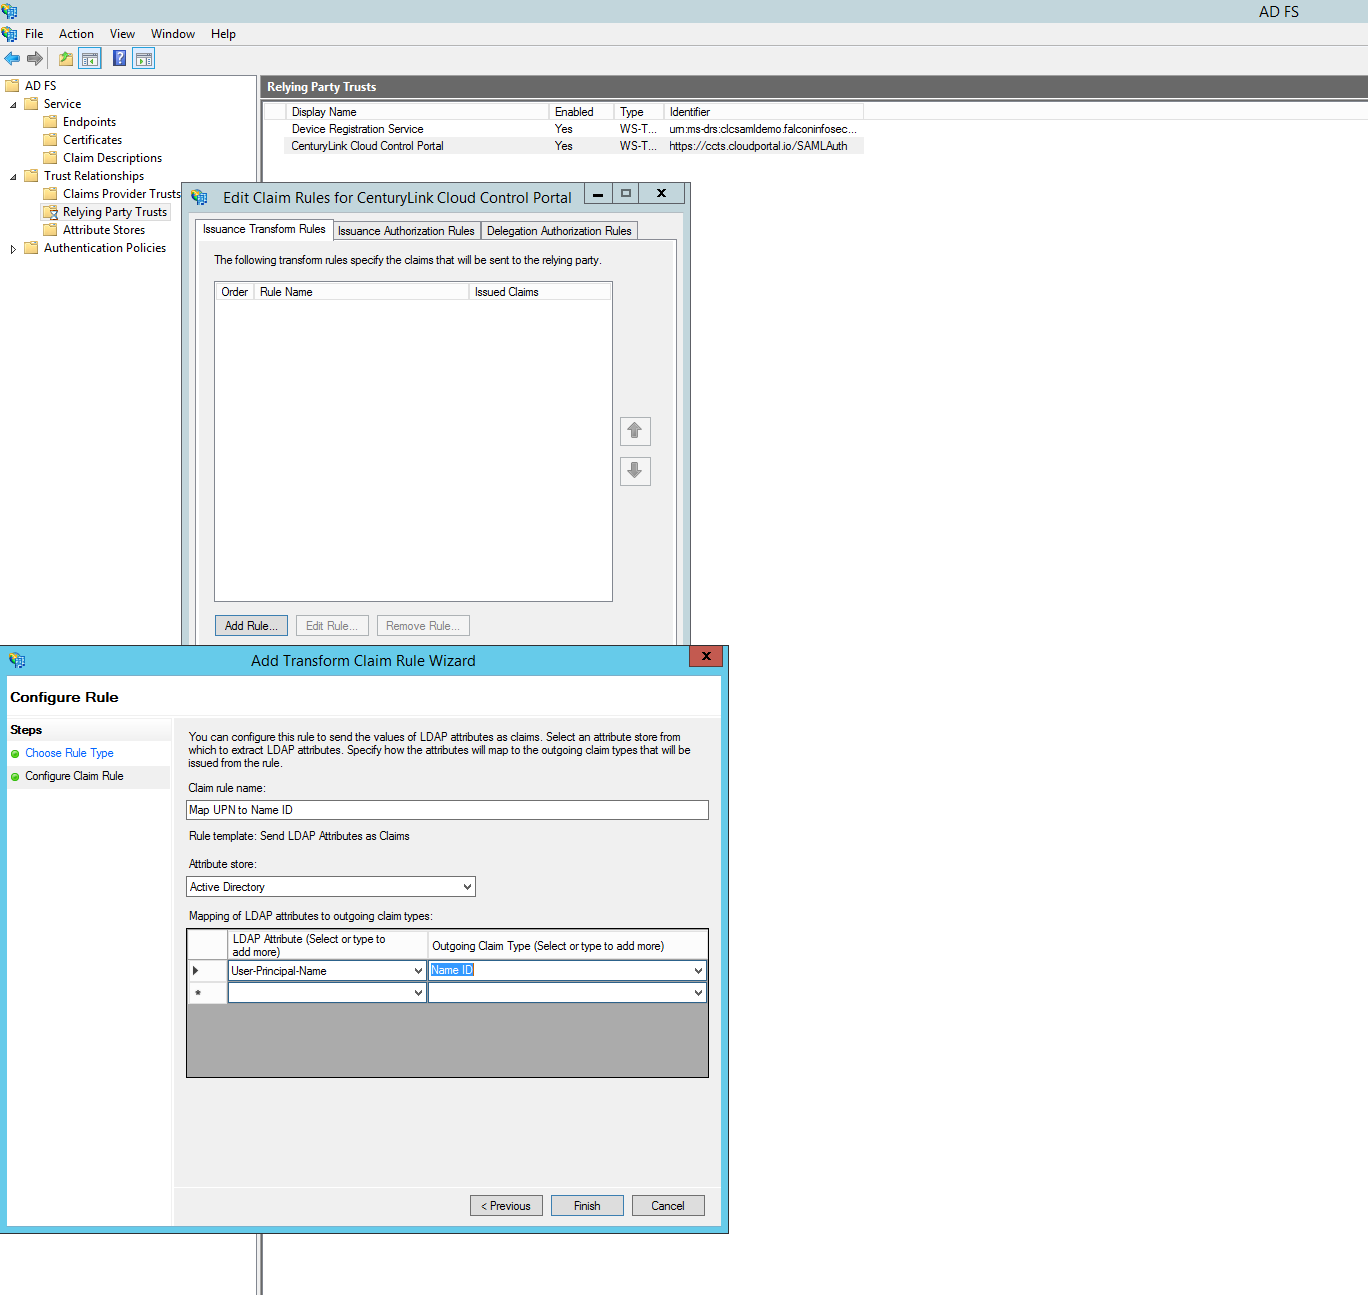 AD FS
File Action View Window Help
AD FS
Service
Endpoints
Certificates
Claim Descriptions
Trust Relationships
Claims Provider Trusts
Relying Party Trusts
Attribute Stores
Authentication Policies
Relying Party Trusts
Display Name Enabled Type Identifier
Device Registration Service Yes WS-T... urn:ms-drs:clcsamldemo.falconinfosec...
CenturyLink Cloud Control Portal Yes WS-T... https://ccts.cloudportal.io/SAMLAuth
Edit Claim Rules for CenturyLink Cloud Control Portal
Issuance Transform Rules Issuance Authorization Rules Delegation Authorization Rules
The following transform rules specify the claims that will be sent to the relying party.
Order Rule Name Issued Claims
Add Rule... Edit Rule... Remove Rule...
Add Transform Claim Rule Wizard
Configure Rule
Steps
Choose Rule Type
Configure Claim Rule
You can configure this rule to send the values of LDAP attributes as claims. Select an attribute store from
which to extract LDAP attributes. Specify how the attributes will map to the outgoing claim types that will be
issued from the rule.
Claim rule name:
Map UPN to Name ID
Rule template: Send LDAP Attributes as Claims
Attribute store:
Active Directory
Mapping of LDAP attributes to outgoing claim types:
LDAP Attribute (Select or type to
add more)
Outgoing Claim Type (Select or type to add more)
User-Principal-Name Name ID
< Previous Finish Cancel